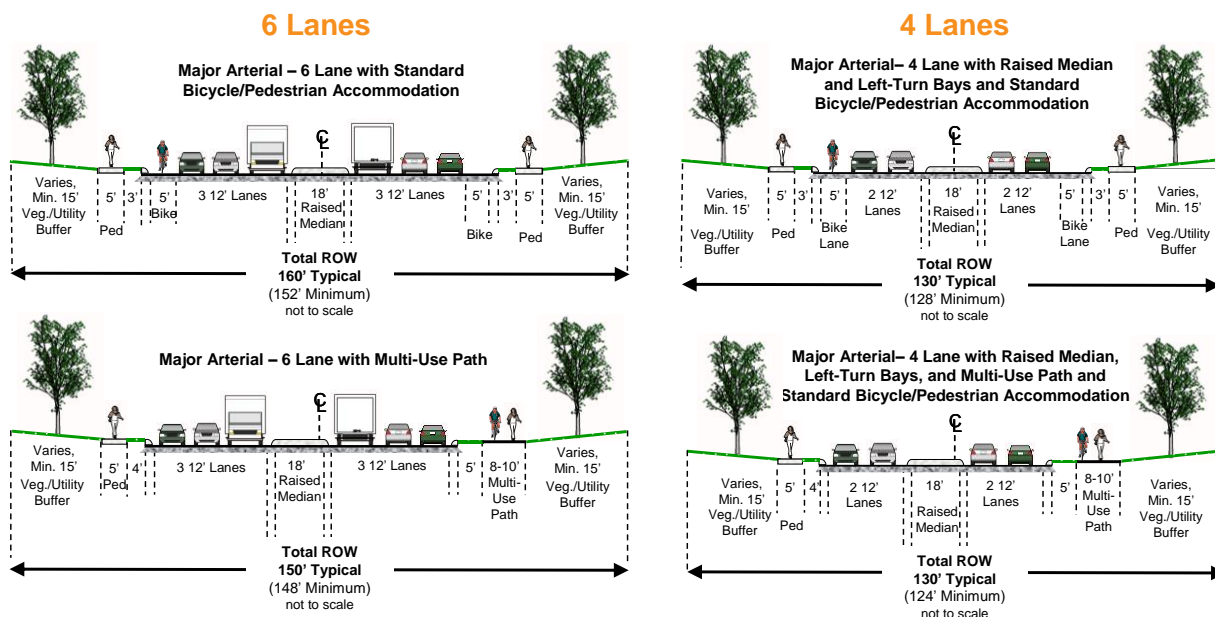 6 Lanes
Major Arterial – 6 Lane with Standard
Bicycle/Pedestrian Accommodation
℄
Varies,
Min. 15'
Veg./Utility
Buffer
5'
Ped
3'
5'
Bike
3 12' Lanes
18'
Raised
Median
3 12' Lanes
5'
Bike
3'
5'
Ped
Varies,
Min. 15'
Veg./Utility
Buffer
Total ROW
160' Typical
(152' Minimum)
not to scale
Major Arterial – 6 Lane with Multi-Use Path
℄
Varies,
Min. 15'
Veg./Utility
Buffer
5'
Ped
4'
3 12' Lanes
18'
Raised
Median
3 12' Lanes
5'
8-10'
Multi-
Use
Path
Varies,
Min. 15'
Veg./Utility
Buffer
Total ROW
150' Typical
(148' Minimum)
not to scale
4 Lanes
Major Arterial– 4 Lane with Raised Median
and Left-Turn Bays and Standard
Bicycle/Pedestrian Accommodation
℄
Varies,
Min. 15'
Veg./Utility
Buffer
5'
Ped
3'
5'
Bike
Lane
2 12'
Lanes
18'
Raised
Median
2 12'
Lanes
5'
Bike
Lane
3'
5'
Ped
Varies,
Min. 15'
Veg./Utility
Buffer
Total ROW
130' Typical
(128' Minimum)
not to scale
Major Arterial– 4 Lane with Raised Median,
Left-Turn Bays, and Multi-Use Path and
Standard Bicycle/Pedestrian Accommodation
℄
Varies,
Min. 15'
Veg./Utility
Buffer
5'
Ped
4'
2 12'
Lanes
18'
Raised
Median
2 12'
Lanes
5'
8-10'
Multi-
Use Path
Varies,
Min. 15'
Veg./Utility
Buffer
Total ROW
130' Typical
(124' Minimum)
not to scale